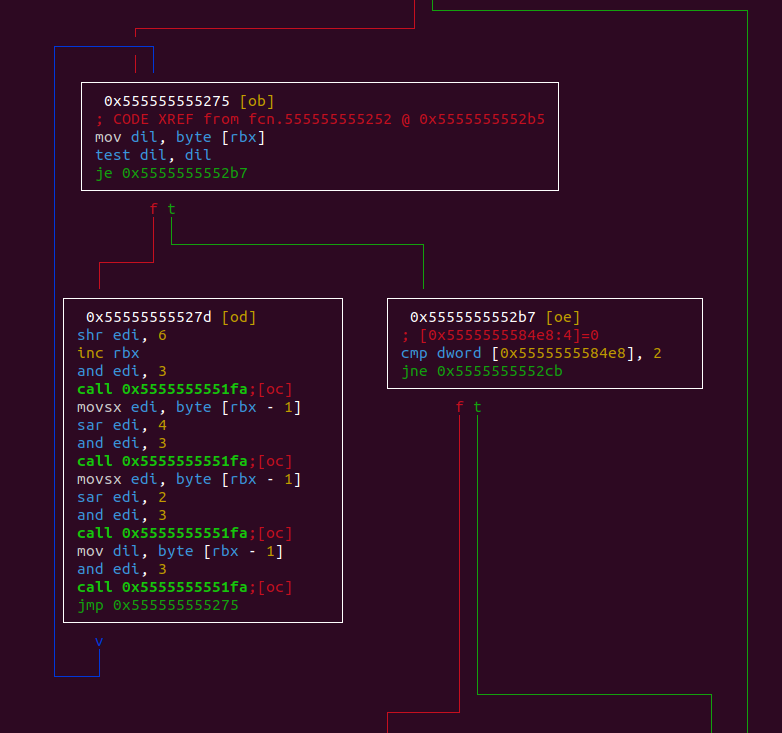 0x555555555275 [ob]
; CODE XREF from fcn.555555555252 @ 0x5555555552b5
mov dil, byte [rbx]
test dil, dil
je 0x5555555552b7
f t
0x55555555527d [od]
shr edi, 6
inc rbx
and edi, 3
call 0x5555555551fa;[oc]
movsx edi, byte [rbx - 1]
sar edi, 4
and edi, 3
call 0x5555555551fa;[oc]
movsx edi, byte [rbx - 1]
sar edi, 2
and edi, 3
call 0x5555555551fa;[oc]
mov dil, byte [rbx - 1]
and edi, 3
call 0x5555555551fa;[oc]
jmp 0x555555555275
v
0x5555555552b7 [oe]
; [0x5555555584e8:4]=0
cmp dword [0x5555555584e8], 2
jne 0x5555555552cb
f t